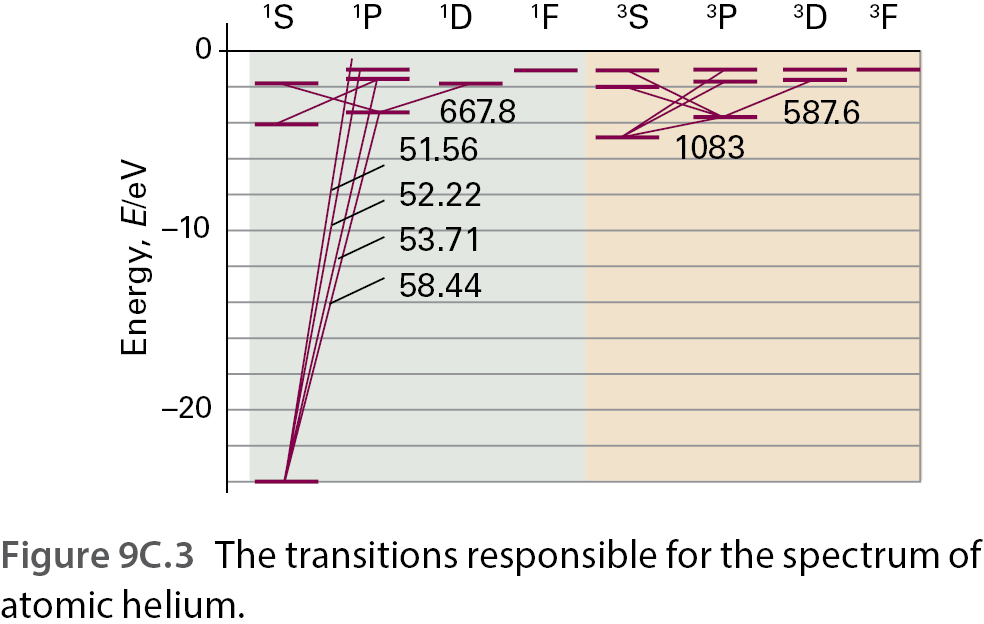 ¹S ¹P ¹D ¹F ³S ³P ³D ³F
0
667.8
587.6
51.56
1083
52.22
–10
53.71
58.44
–20
Energy, E/eV
Figure 9C.3 The transitions responsible for the spectrum of
atomic helium.